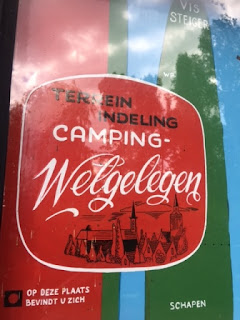 VIS
STEIGER
TERREIN
INDELING
CAMPING-
Welgelegen
OP DEZE PLAATS
BEVINDT U ZICH
SCHAPEN